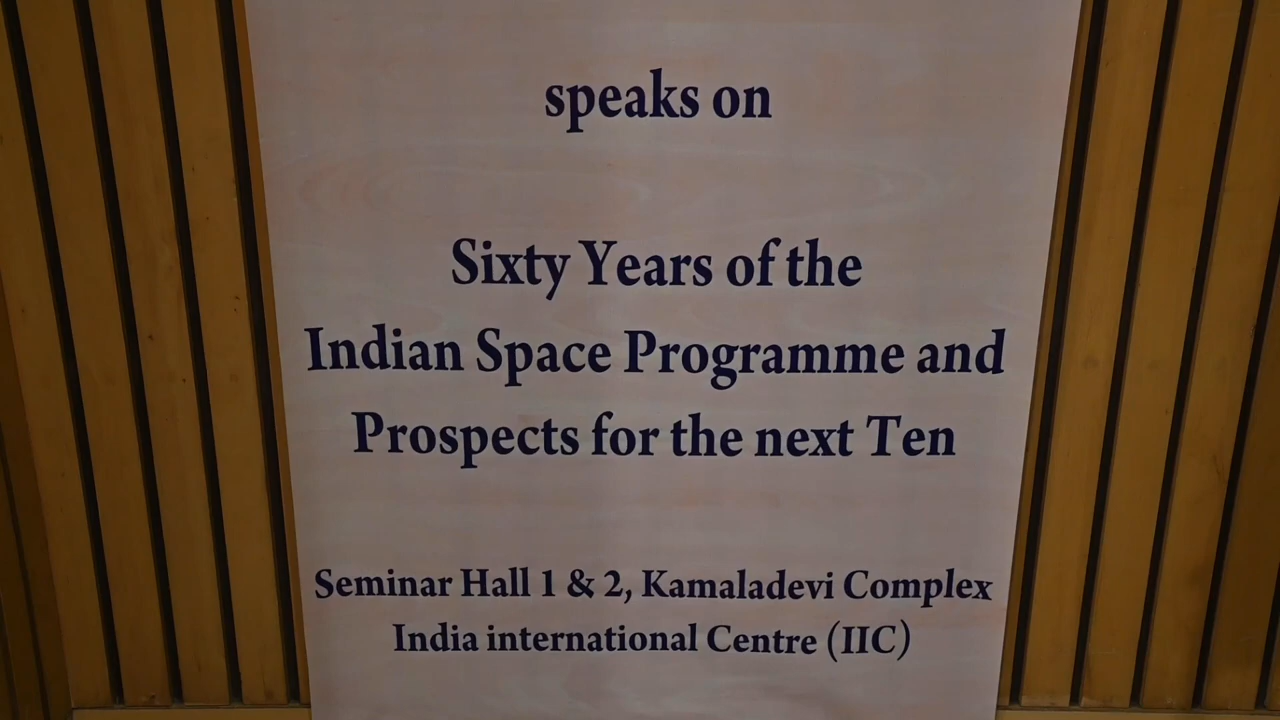 speaks on
Sixty Years of the
Indian Space Programme and
Prospects for the next Ten
Seminar Hall 1 & 2, Kamaladevi Complex
India international Centre (IIC)